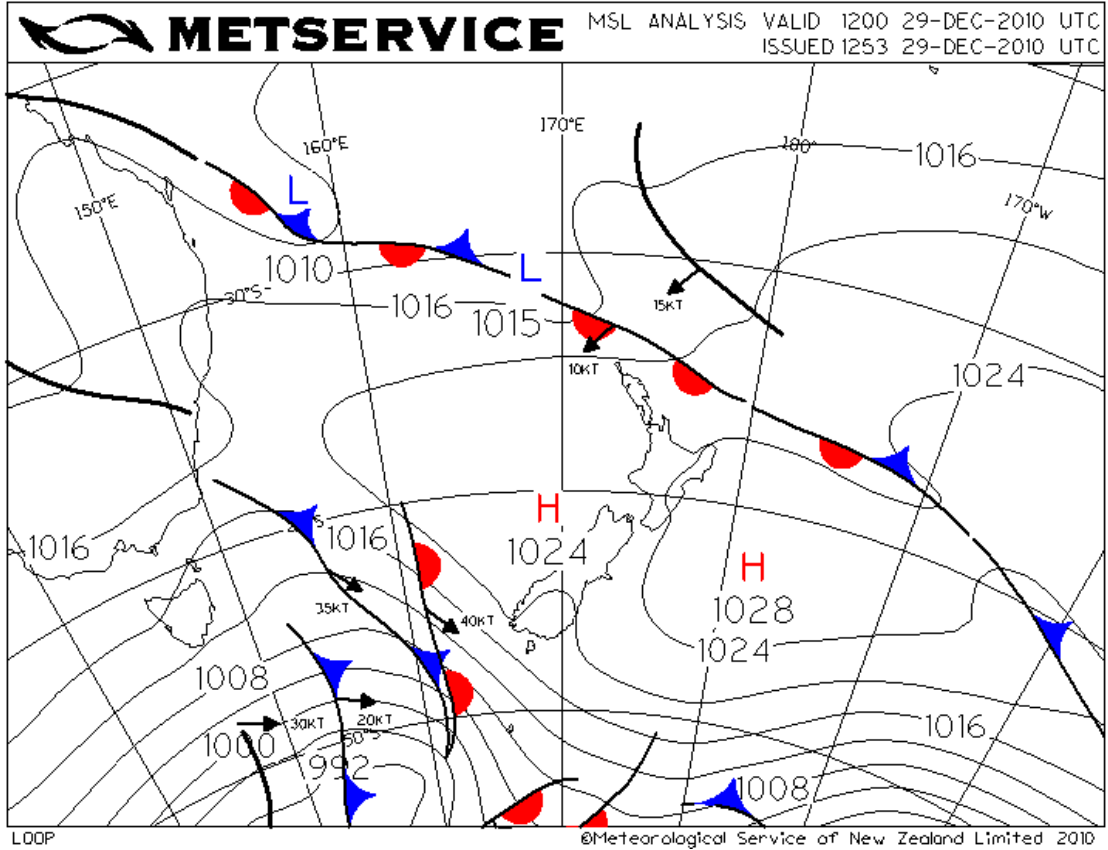 METSERVICE
MSL ANALYSIS VALID 1200 29-DEC-2010 UTC
ISSUED 1253 29-DEC-2010 UTC
170°E
160°E
180°
1016
150°E
L
170°W
1010
L
30°S
1016
1015
15KT
10KT
1024
H
1016
1016
1024
H
35KT
40KT
1028
1024
1008
30KT
20KT
1016
1000
50°S
992
1008
LOOP
©Meteorological Service of New Zealand Limited 2010